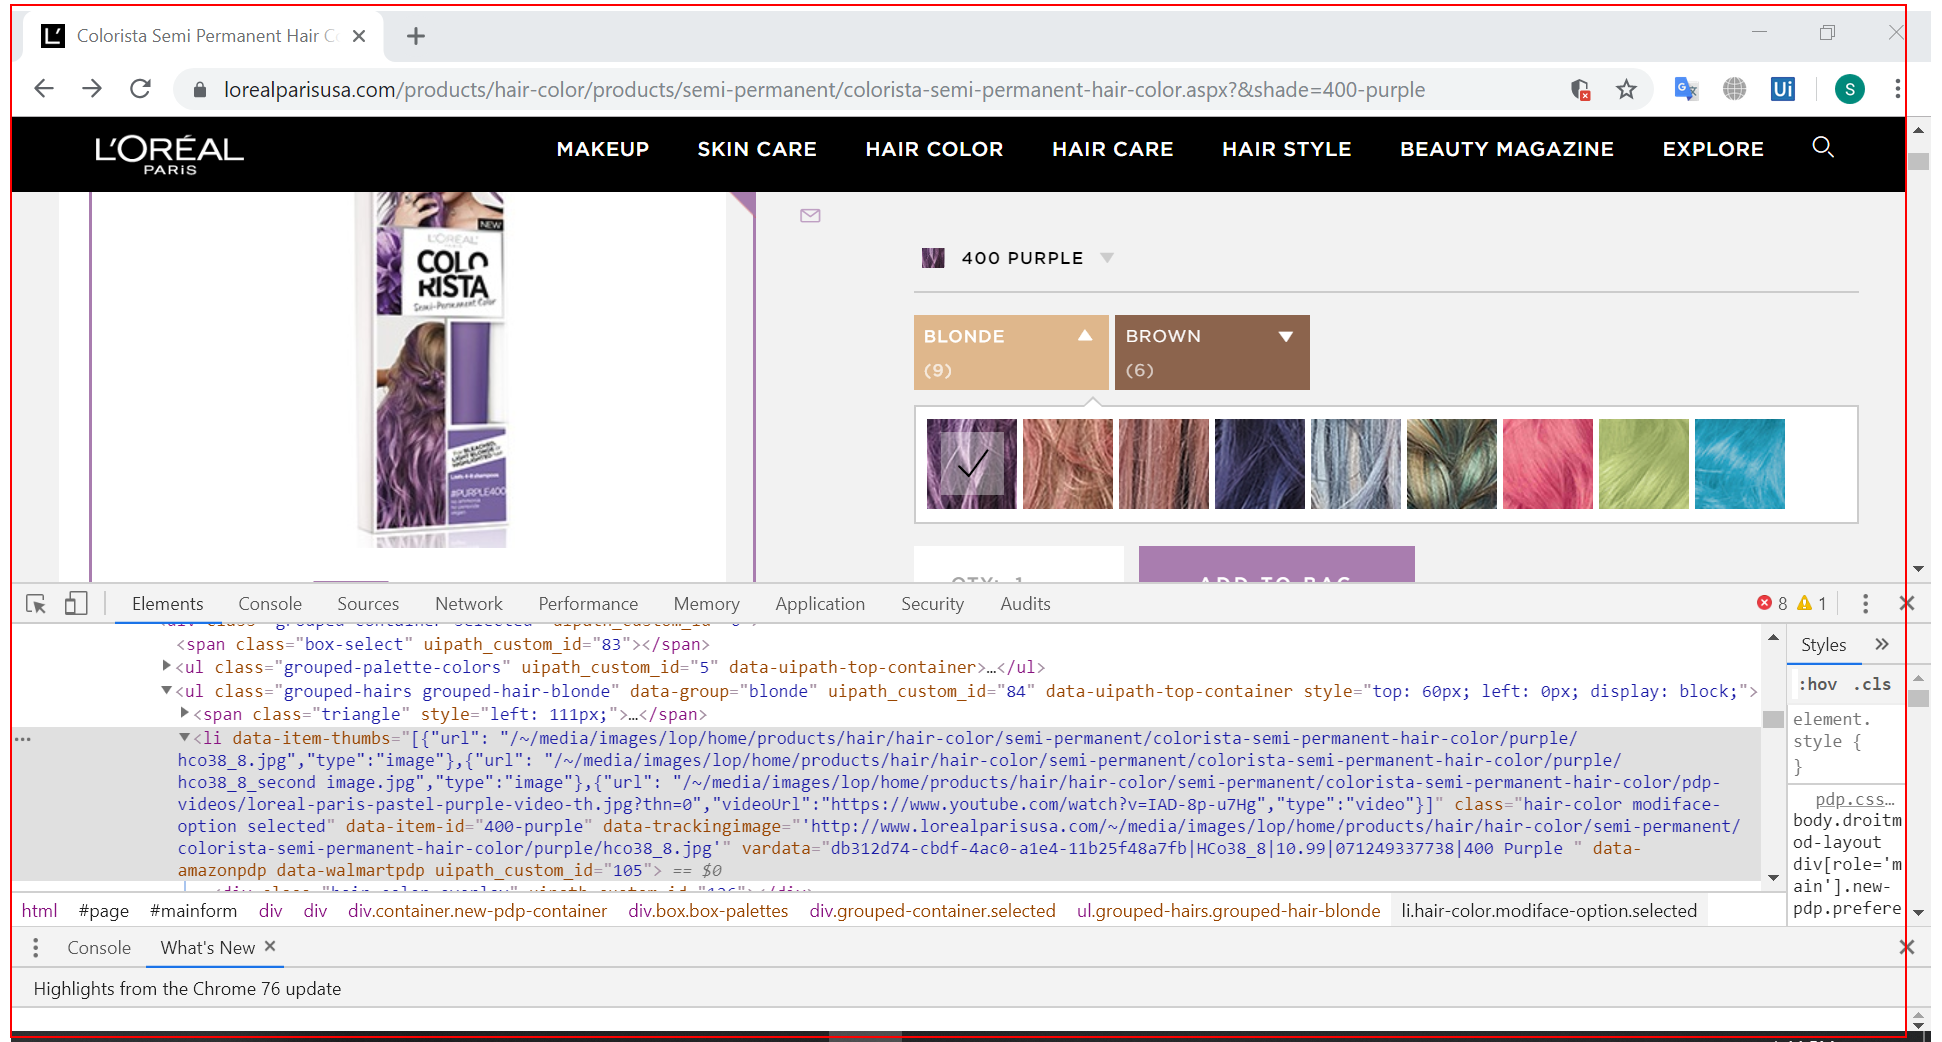 Colorista Semi Permanent Hair C
lorealparisusa.com/products/hair-color/products/semi-permanent/colorista-semi-permanent-hair-color.aspx?&shade=400-purple
Ui
S
L'ORÉAL
PARIS
MAKEUP SKIN CARE HAIR COLOR HAIR CARE HAIR STYLE BEAUTY MAGAZINE EXPLORE
NEW
L'ORÉAL
PARIS
COLO
RISTA
Semi-Permanent Color
#PURPLE400
400 PURPLE
BLONDE
(9)
BROWN
(6)
QTY: 1
ADD TO BAG
Elements Console Sources Network Performance Memory Application Security Audits 8 1
<span class="box-select" uipath_custom_id="83"></span>
<ul class="grouped-palette-colors" uipath_custom_id="5" data-uipath-top-container>…</ul>
<ul class="grouped-hairs grouped-hair-blonde" data-group="blonde" uipath_custom_id="84" data-uipath-top-container style="top: 60px; left: 0px; display: block;">
<span class="triangle" style="left: 111px;">…</span>
<li data-item-thumbs="[{"url": "/~/media/images/lop/home/products/hair/hair-color/semi-permanent/colorista-semi-permanent-hair-color/purple/
hco38_8.jpg","type":"image"},{"url": "/~/media/images/lop/home/products/hair/hair-color/semi-permanent/colorista-semi-permanent-hair-color/purple/
hco38_8_second image.jpg","type":"image"},{"url": "/~/media/images/lop/home/products/hair/hair-color/semi-permanent/colorista-semi-permanent-hair-color/pdp-
videos/loreal-paris-pastel-purple-video-th.jpg?thn=0","videoUrl":"https://www.youtube.com/watch?v=IAD-8p-u7Hg","type":"video"}]" class="hair-color modiface-
option selected" data-item-id="400-purple" data-trackingimage="'http://www.lorealparisusa.com/~/media/images/lop/home/products/hair/hair-color/semi-permanent/
colorista-semi-permanent-hair-color/purple/hco38_8.jpg'" vardata="db312d74-cbdf-4ac0-a1e4-11b25f48a7fb|HCo38_8|10.99|071249337738|400 Purple " data-
amazonpdp data-walmartpdp uipath_custom_id="105"> == $0
<div class="hair-color-overlay" uipath_custom_id="126"></div>
Styles
:hov .cls
element.
style {
}
pdp.css…
body.droitm
od-layout
div[role='m
ain'].new-
pdp.prefere
html #page #mainform div div div.container.new-pdp-container div.box.box-palettes div.grouped-container.selected ul.grouped-hairs.grouped-hair-blonde li.hair-color.modiface-option.selected
Console What's New
Highlights from the Chrome 76 update